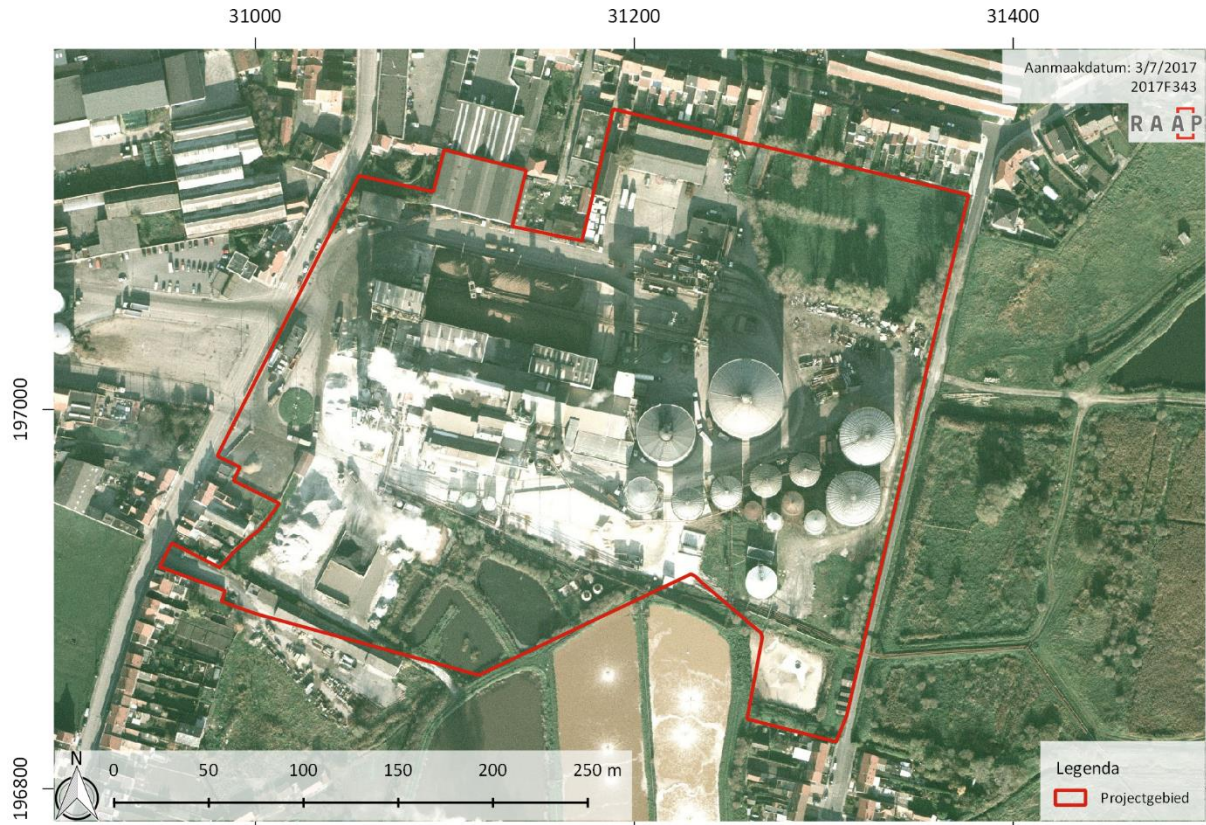 31000
31200
31400
Aanmaakdatum: 3/7/2017
2017F343
RAAP
197000
196800
N
0 50 100 150 200 250 m
Legenda
Projectgebied